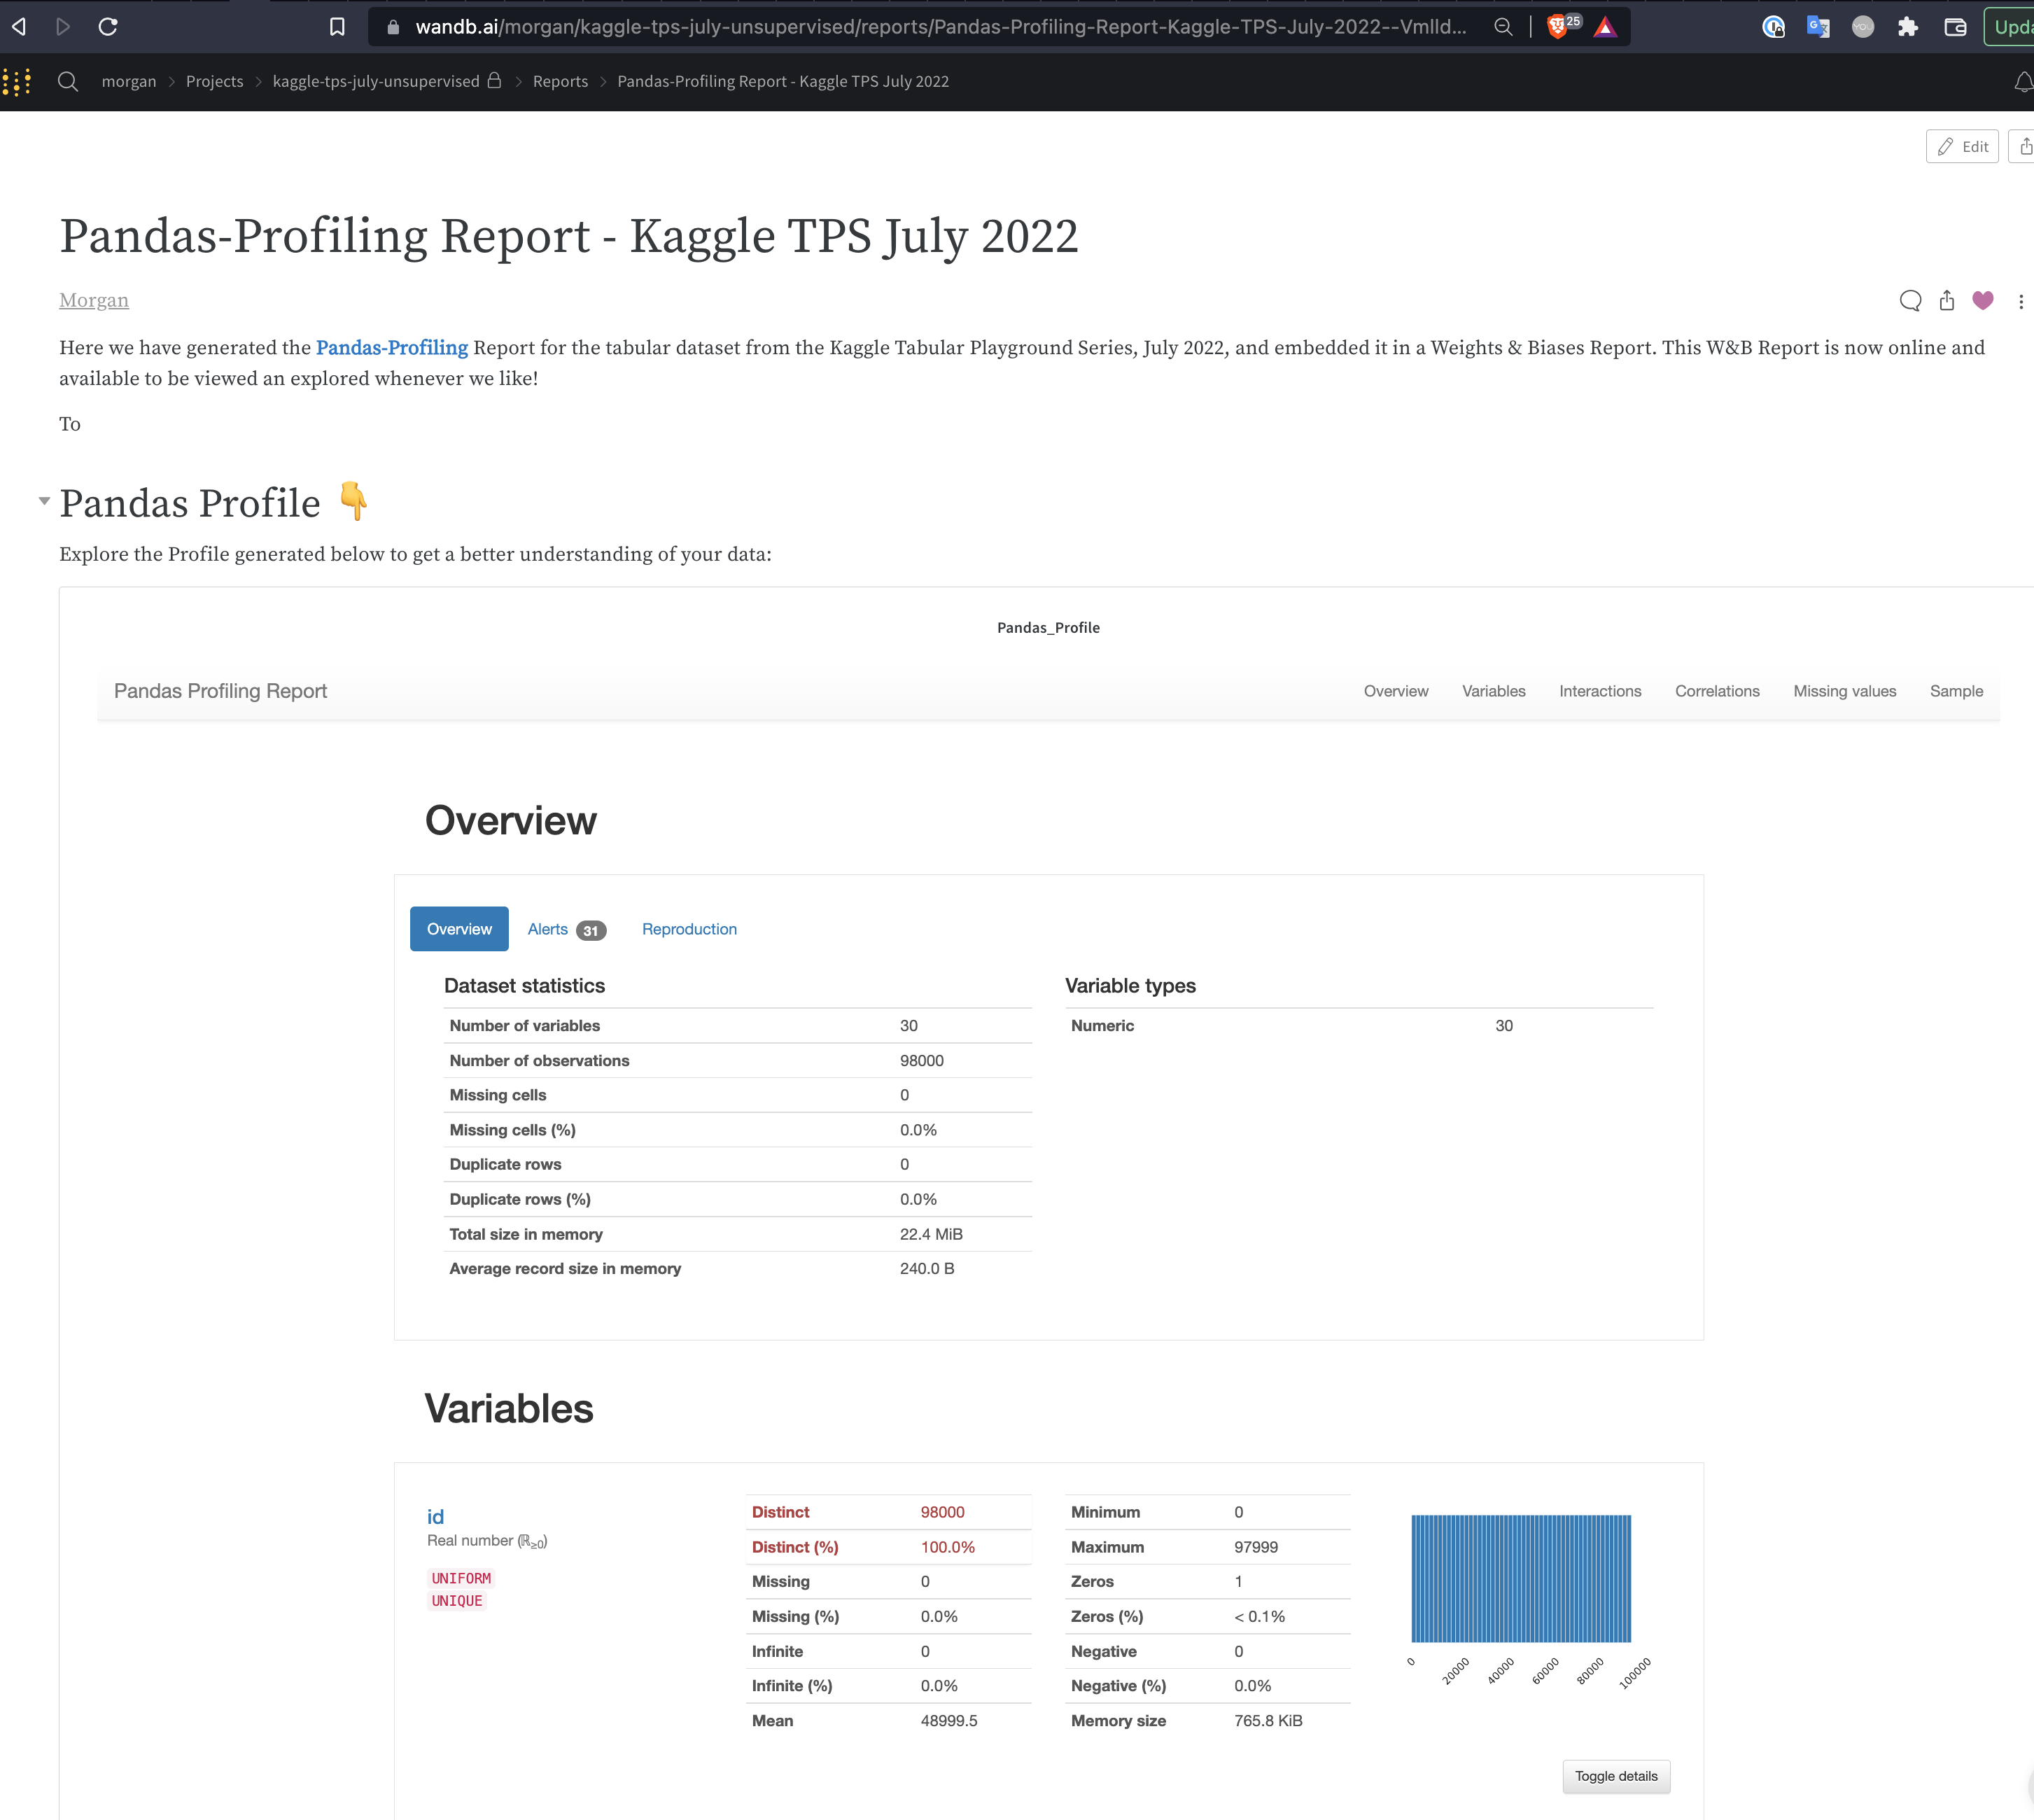 wandb.ai/morgan/kaggle-tps-july-unsupervised/reports/Pandas-Profiling-Report-Kaggle-TPS-July-2022--Vmlld... 25 Upda
morgan > Projects > kaggle-tps-july-unsupervised > Reports > Pandas-Profiling Report - Kaggle TPS July 2022
Edit
Pandas-Profiling Report - Kaggle TPS July 2022
Morgan
Here we have generated the Pandas-Profiling Report for the tabular dataset from the Kaggle Tabular Playground Series, July 2022, and embedded it in a Weights & Biases Report. This W&B Report is now online and
available to be viewed an explored whenever we like!
To
Pandas Profile 👇
Explore the Profile generated below to get a better understanding of your data:
Pandas_Profile
Pandas Profiling Report Overview Variables Interactions Correlations Missing values Sample
Overview
Overview Alerts 31 Reproduction
Dataset statistics
Number of variables 30
Number of observations 98000
Missing cells 0
Missing cells (%) 0.0%
Duplicate rows 0
Duplicate rows (%) 0.0%
Total size in memory 22.4 MiB
Average record size in memory 240.0 B
Variable types
Numeric 30
Variables
id
Real number (ℝ≥0)
UNIFORM
UNIQUE
Distinct 98000
Distinct (%) 100.0%
Missing 0
Missing (%) 0.0%
Infinite 0
Infinite (%) 0.0%
Mean 48999.5
Minimum 0
Maximum 97999
Zeros 1
Zeros (%) < 0.1%
Negative 0
Negative (%) 0.0%
Memory size 765.8 KiB
0 20000 40000 60000 80000 100000
Toggle details